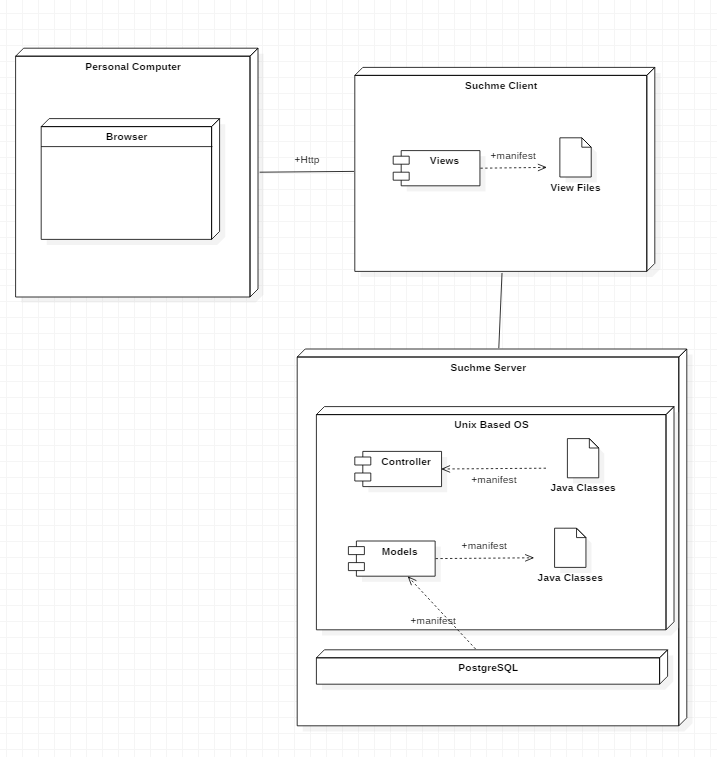 Personal Computer
Browser
+Http
Suchme Client
Views
+manifest
View Files
Suchme Server
Unix Based OS
Controller
+manifest
Java Classes
Models
+manifest
Java Classes
+manifest
PostgreSQL